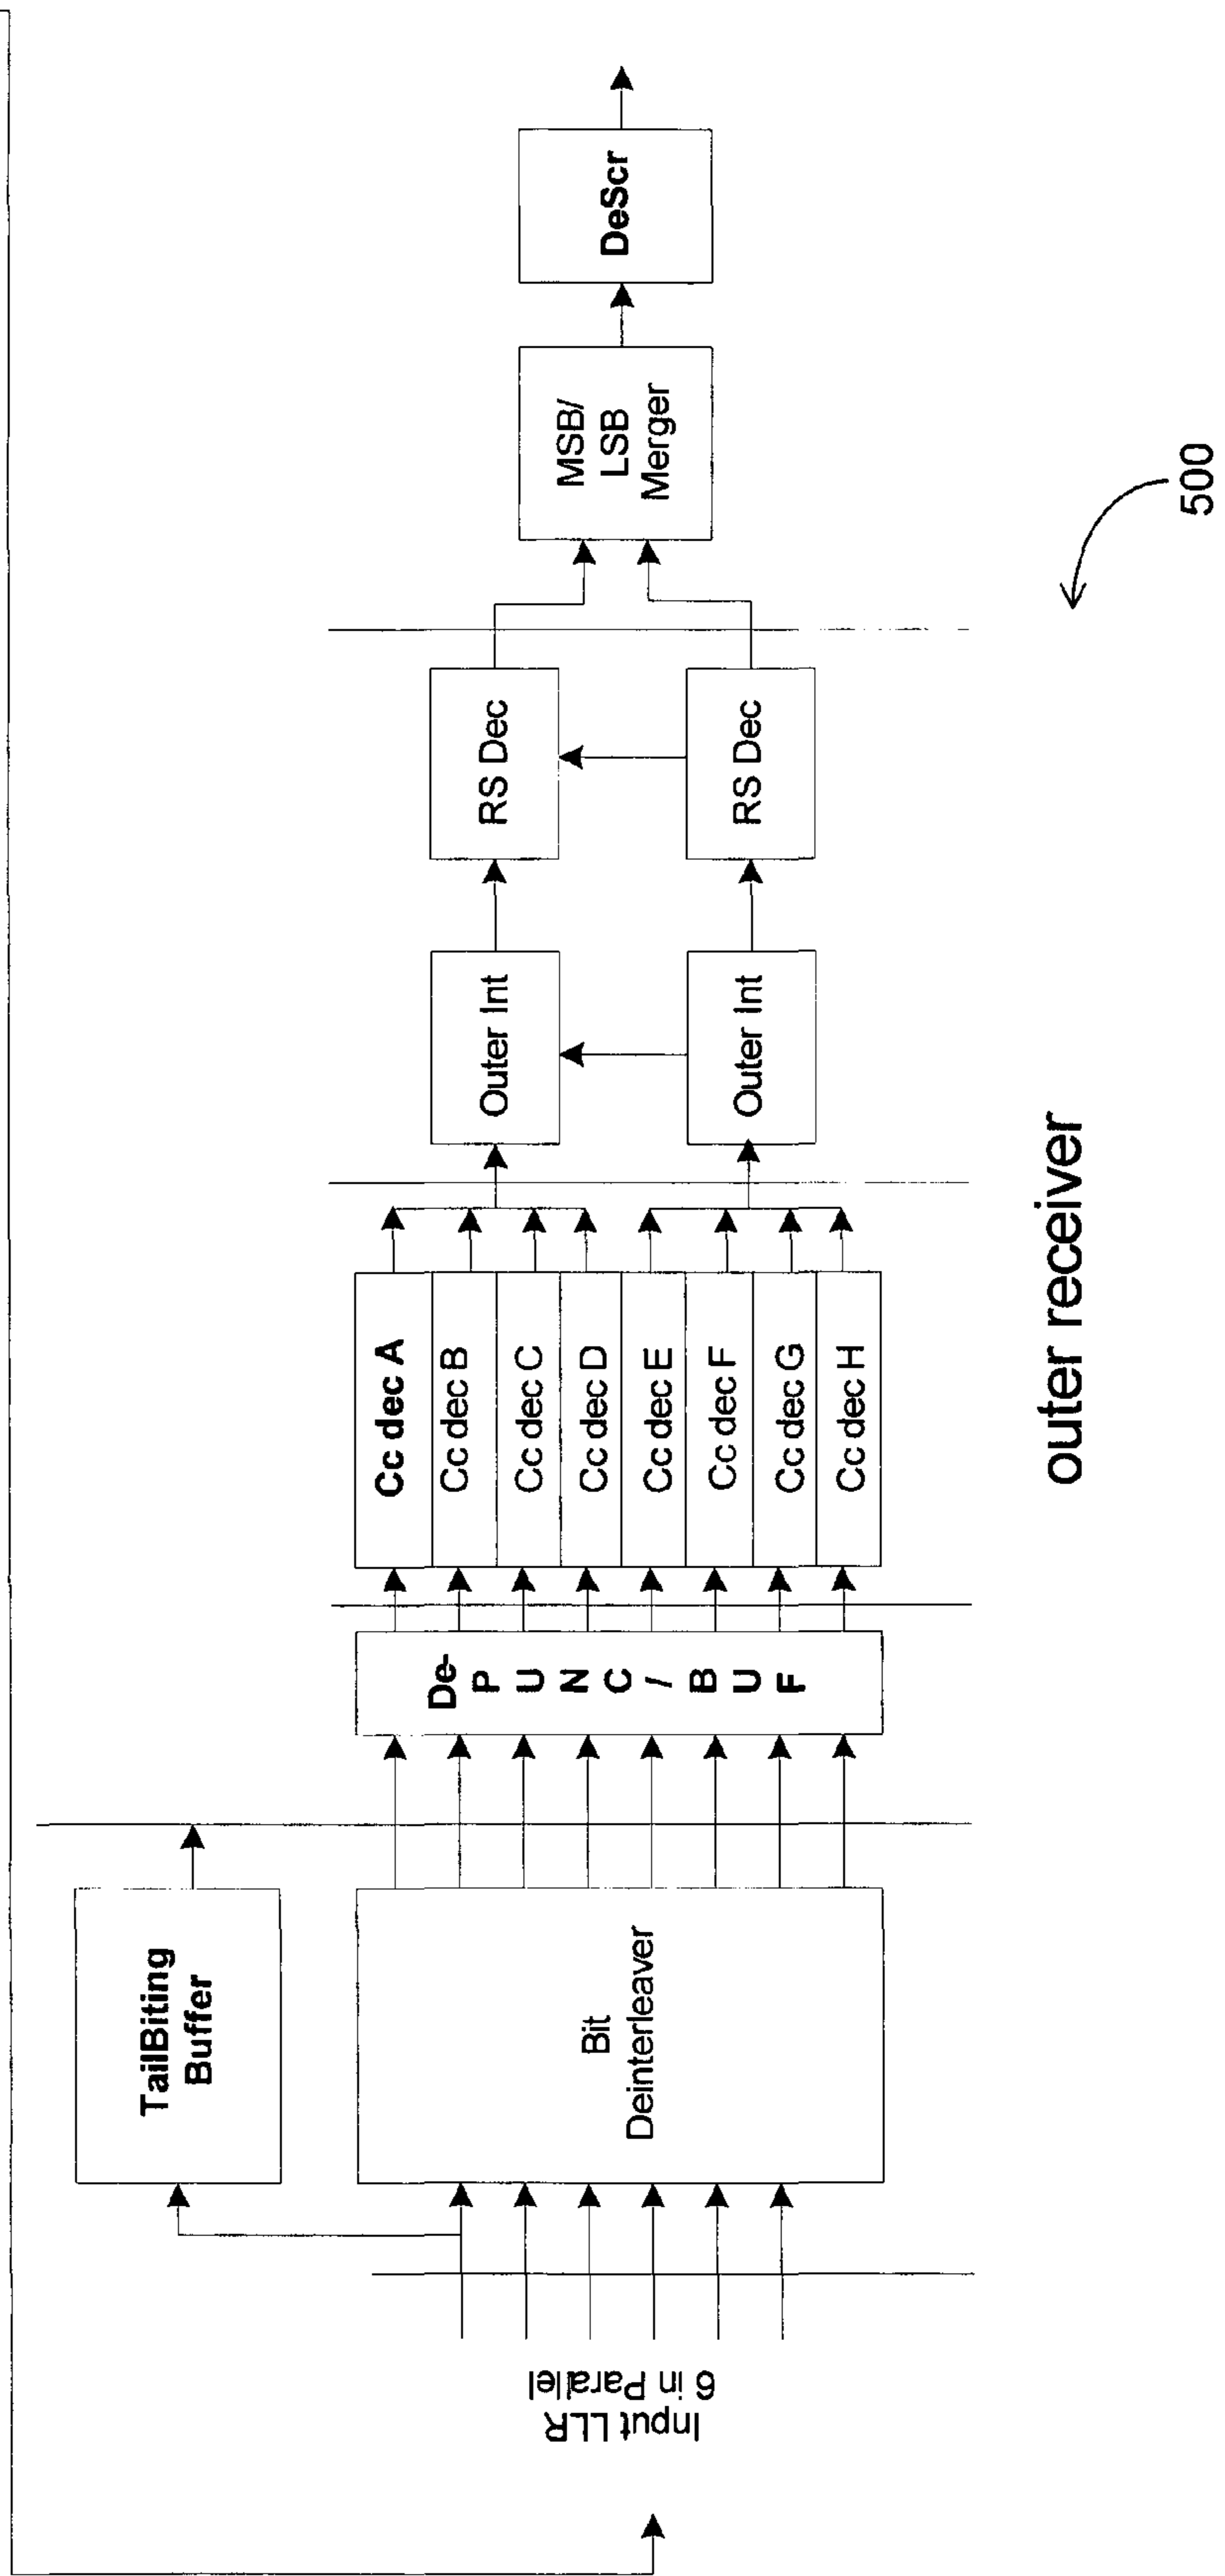 Input LLR
6 in Parallel
TailBiting
Buffer
Bit
Deinterleaver
De-
P
U
N
C
/
B
U
F
Cc dec A
Cc dec B
Cc dec C
Cc dec D
Cc dec E
Cc dec F
Cc dec G
Cc dec H
Outer Int
Outer Int
RS Dec
RS Dec
MSB/
LSB
Merger
DeScr
outer receiver
500